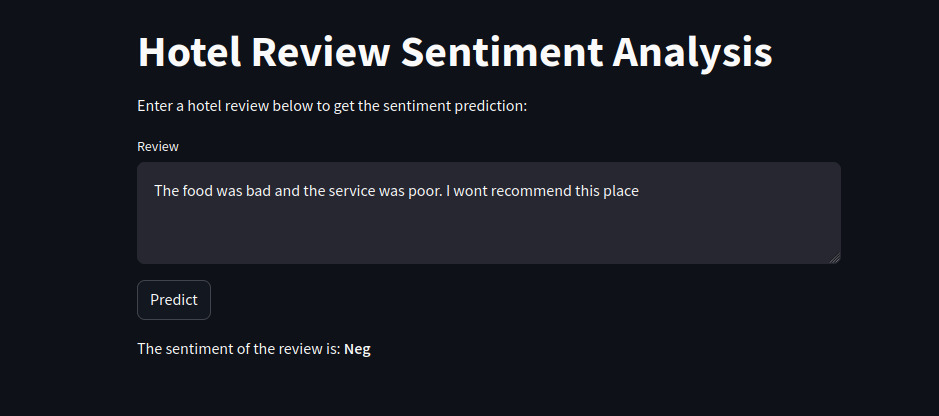 Hotel Review Sentiment Analysis
Enter a hotel review below to get the sentiment prediction:
Review
The food was bad and the service was poor. I wont recommend this place
Predict
The sentiment of the review is: Neg